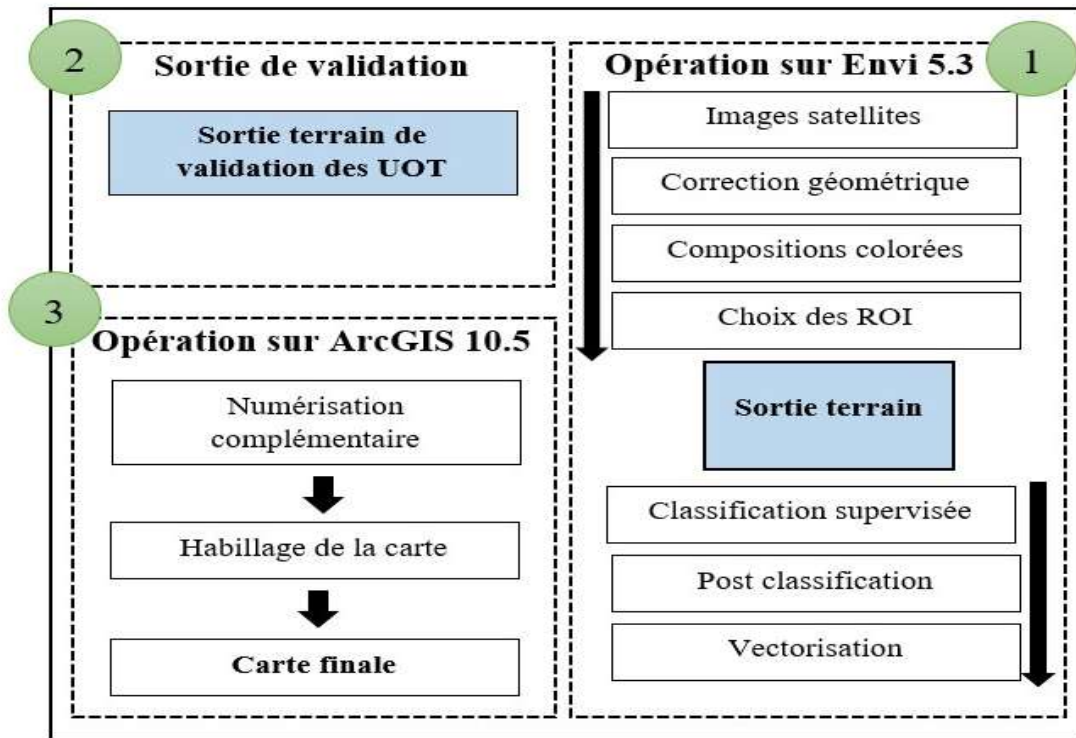 2
Sortie de validation
Sortie terrain de
validation des UOT
1
Opération sur Envi 5.3
Images satellites
Correction géométrique
Compositions colorées
Choix des ROI
Sortie terrain
Classification supervisée
Post classification
Vectorisation
3
Opération sur ArcGIS 10.5
Numérisation
complémentaire
Habillage de la carte
Carte finale